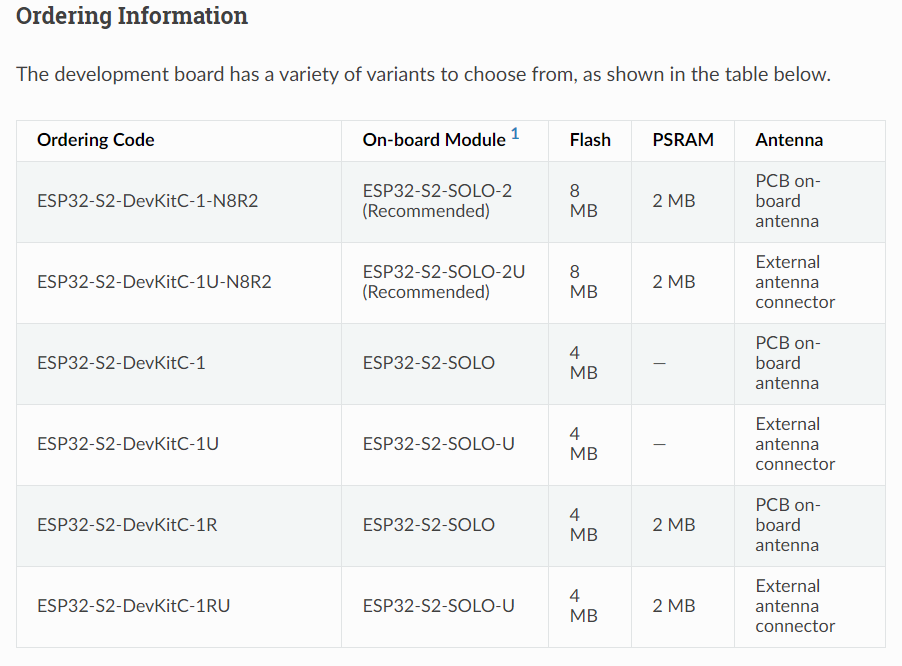 Ordering Information
The development board has a variety of variants to choose from, as shown in the table below.
Ordering Code On-board Module 1 Flash PSRAM Antenna
ESP32-S2-DevKitC-1-N8R2 ESP32-S2-SOLO-2 (Recommended) 8 MB 2 MB PCB on-board antenna
ESP32-S2-DevKitC-1U-N8R2 ESP32-S2-SOLO-2U (Recommended) 8 MB 2 MB External antenna connector
ESP32-S2-DevKitC-1 ESP32-S2-SOLO 4 MB — PCB on-board antenna
ESP32-S2-DevKitC-1U ESP32-S2-SOLO-U 4 MB — External antenna connector
ESP32-S2-DevKitC-1R ESP32-S2-SOLO 4 MB 2 MB PCB on-board antenna
ESP32-S2-DevKitC-1RU ESP32-S2-SOLO-U 4 MB 2 MB External antenna connector